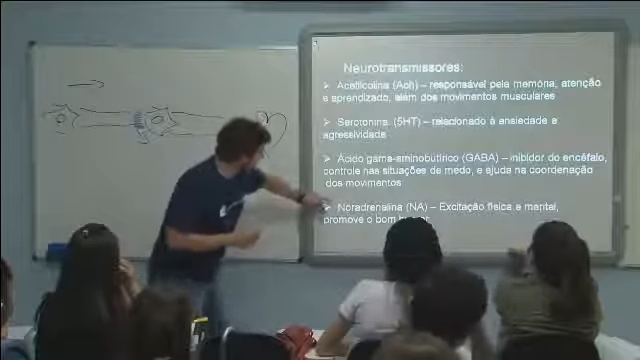 Neurotransmissores:
➢ Acetilcolina (Ach) – responsável pela memória, atenção
e aprendizado, além dos movimentos musculares
➢ Serotonina (5HT) – relacionado à ansiedade e
agressividade
➢ Ácido gama-aminobutírico (GABA) – inibidor do encéfalo,
controle nas situações de medo, e ajuda na coordenação
dos movimentos
➢ Noradrenalina (NA) – Excitação física e mental,
promove o bom